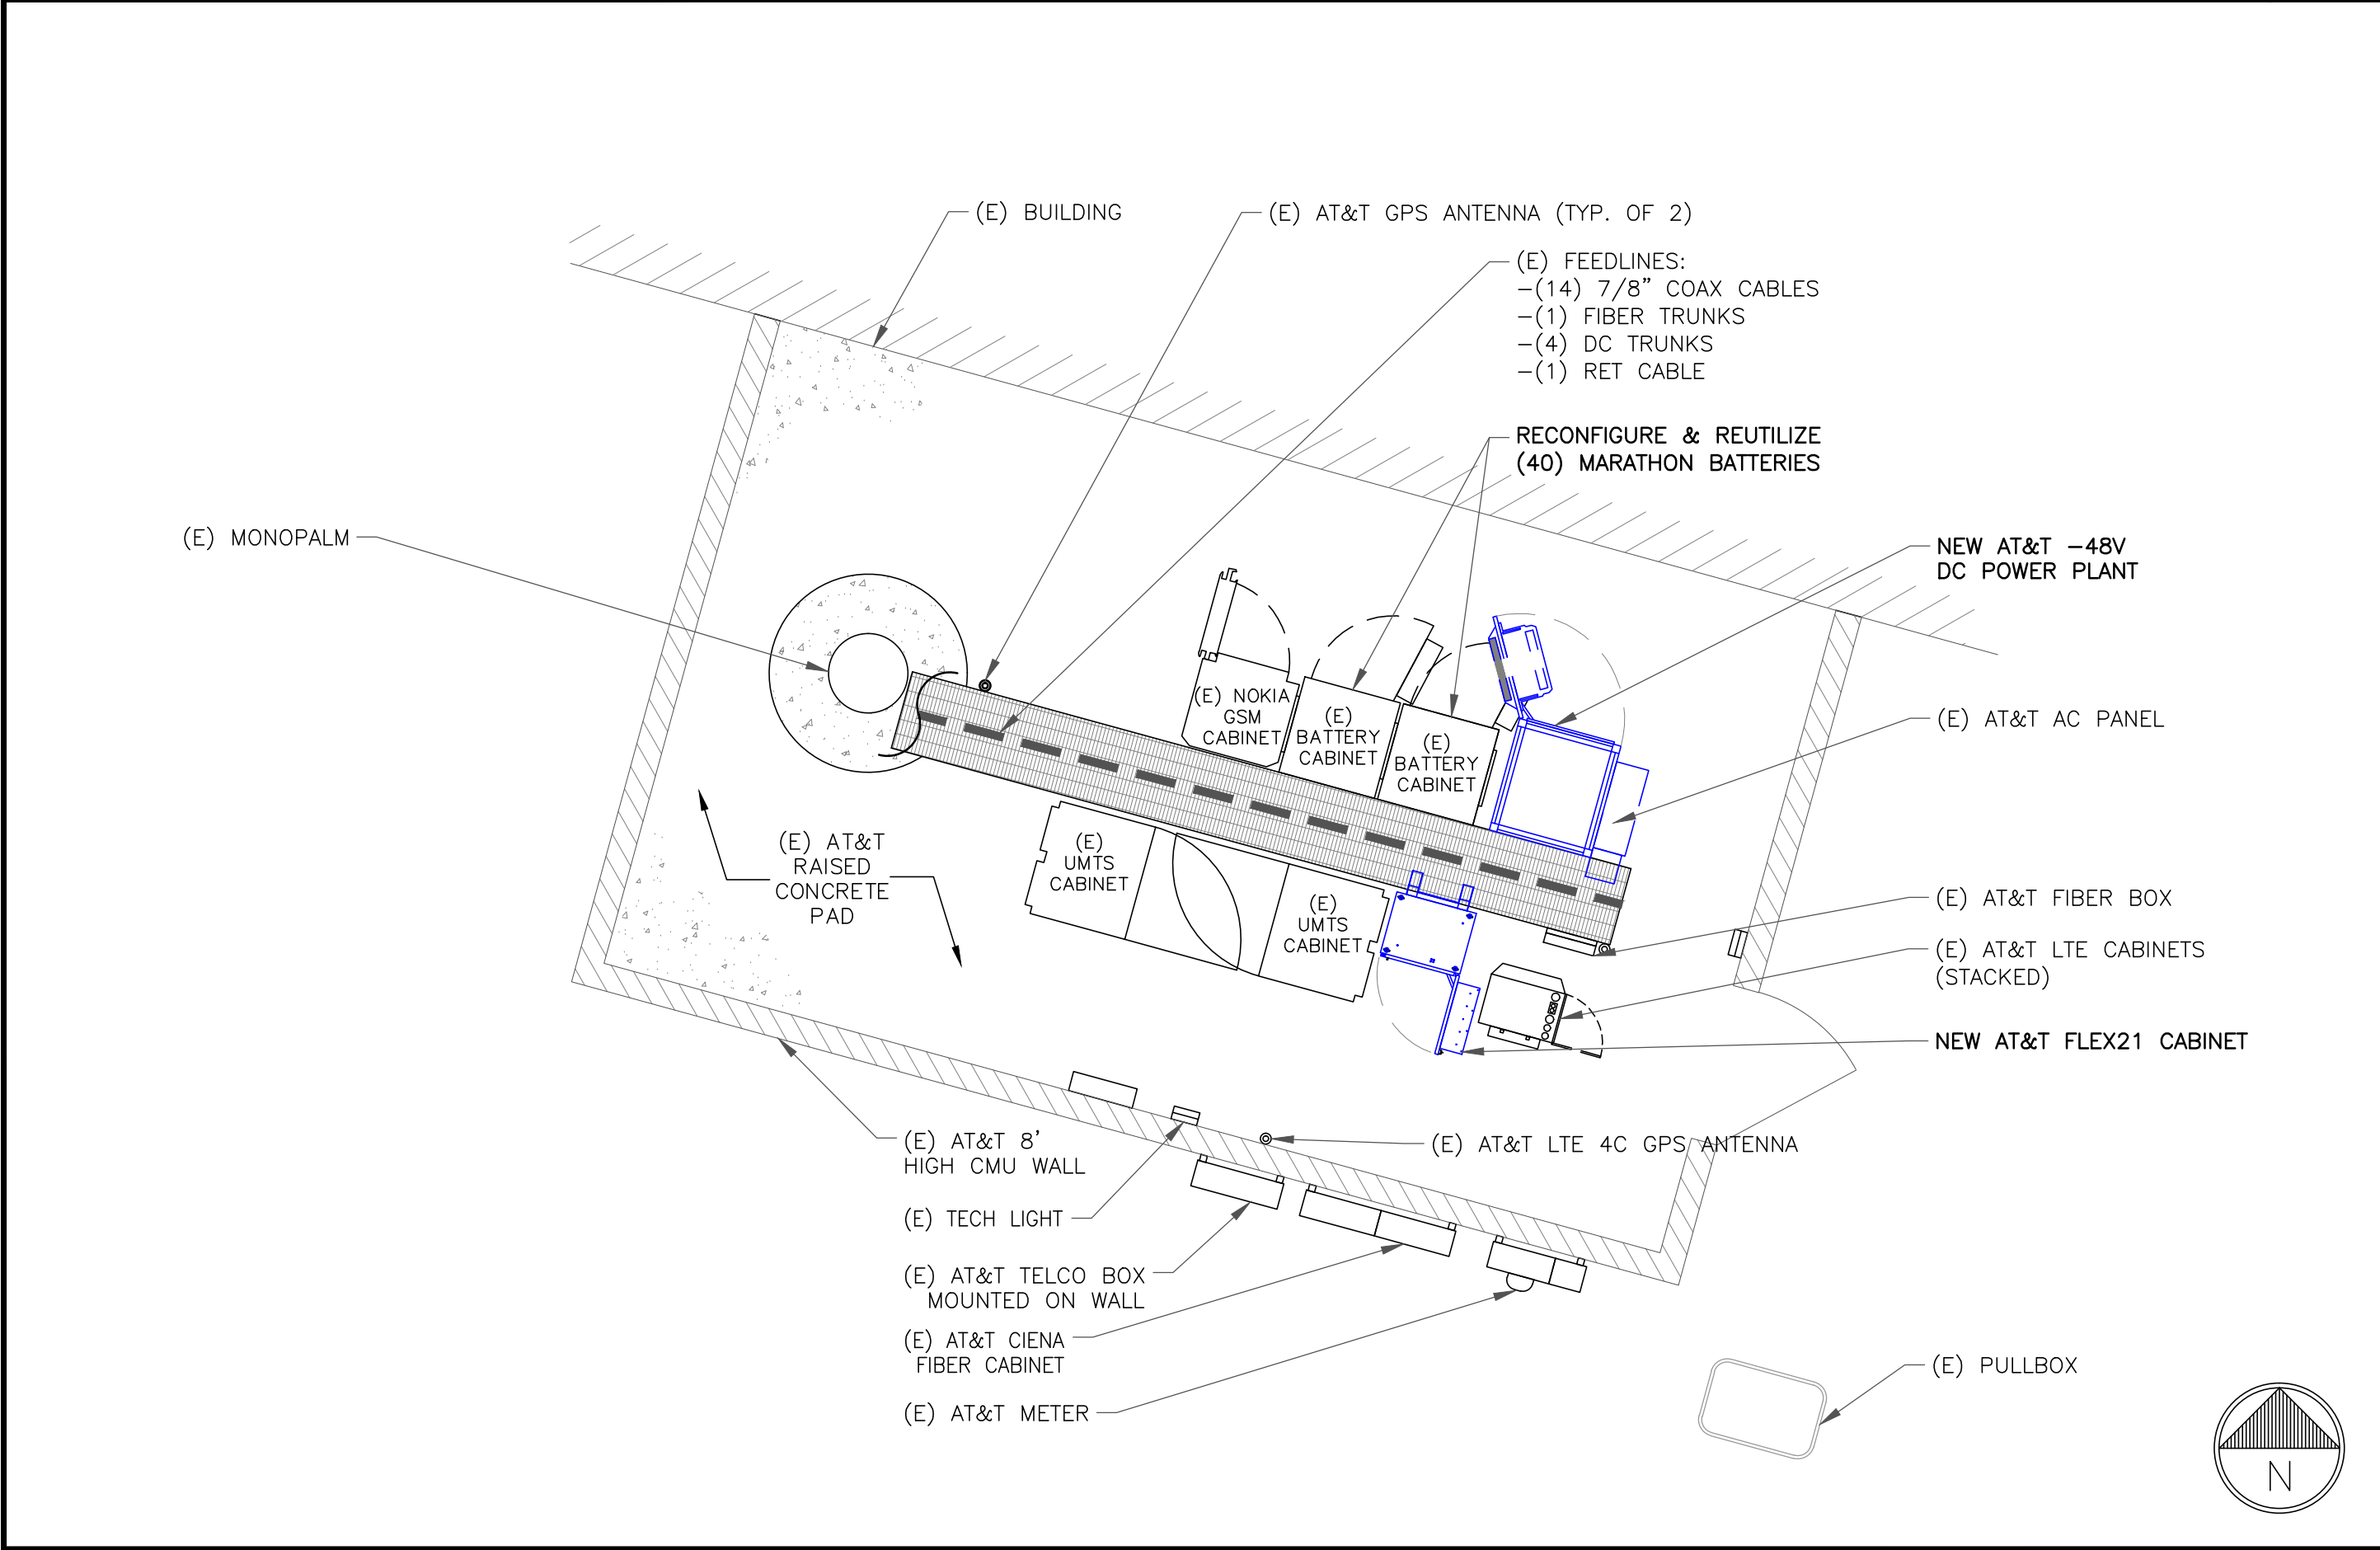 (E) BUILDING
(E) AT&T GPS ANTENNA (TYP. OF 2)
(E) FEEDLINES:
-(14) 7/8" COAX CABLES
-(1) FIBER TRUNKS
-(4) DC TRUNKS
-(1) RET CABLE
RECONFIGURE & REUTILIZE
(40) MARATHON BATTERIES
(E) MONOPALM
NEW AT&T -48V
DC POWER PLANT
(E) AT&T AC PANEL
(E) NOKIA
GSM
CABINET
(E)
BATTERY
CABINET
(E)
BATTERY
CABINET
(E) AT&T
RAISED
CONCRETE
PAD
(E)
UMTS
CABINET
(E)
UMTS
CABINET
(E) AT&T FIBER BOX
(E) AT&T LTE CABINETS
(STACKED)
NEW AT&T FLEX21 CABINET
(E) AT&T 8'
HIGH CMU WALL
(E) AT&T LTE 4C GPS ANTENNA
(E) TECH LIGHT
(E) AT&T TELCO BOX
MOUNTED ON WALL
(E) AT&T CIENA
FIBER CABINET
(E) AT&T METER
(E) PULLBOX
N